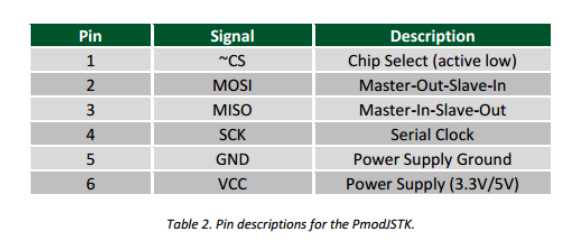 Pin Signal Description
1 ~CS Chip Select (active low)
2 MOSI Master-Out-Slave-In
3 MISO Master-In-Slave-Out
4 SCK Serial Clock
5 GND Power Supply Ground
6 VCC Power Supply (3.3V/5V)
Table 2. Pin descriptions for the PmodJSTK.